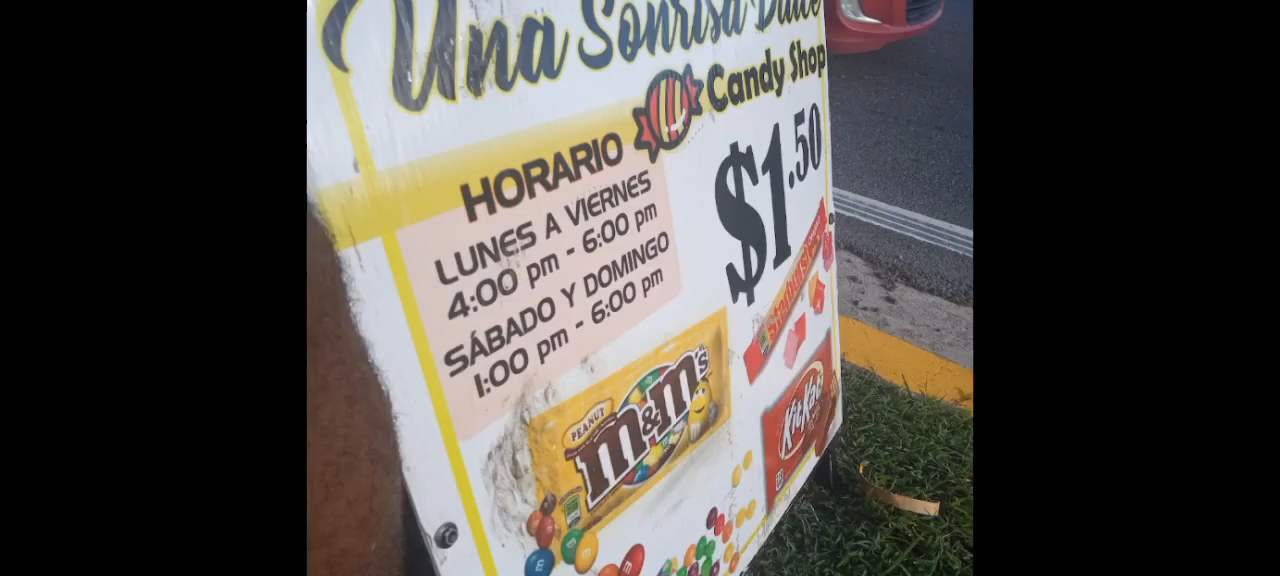 Una Sonrisa Dulce
Candy Shop
HORARIO
LUNES A VIERNES
4:00 pm - 6:00 pm
SÁBADO Y DOMINGO
1:00 pm - 6:00 pm
$1.50
Starburst
PEANUT
m&m's
KitKat